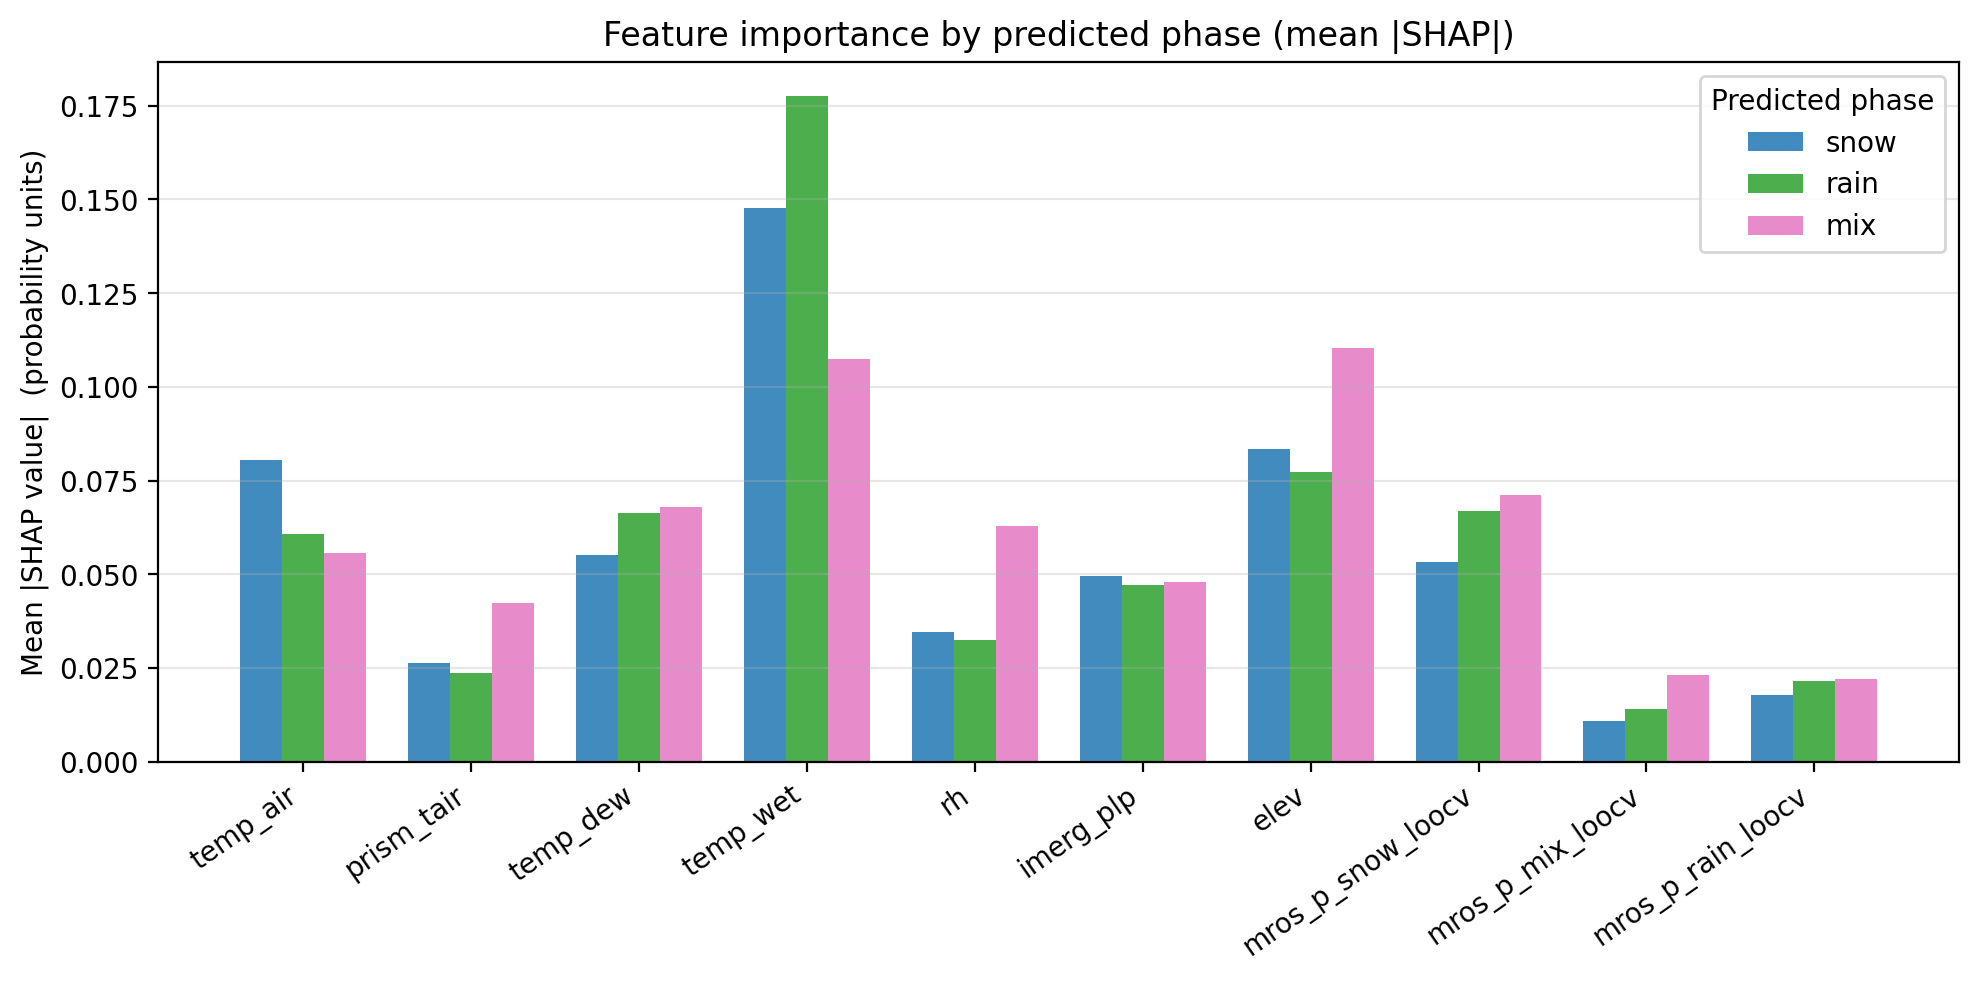 Feature importance by predicted phase (mean |SHAP|)
Mean |SHAP value|  (probability units)
0.175
0.150
0.125
0.100
0.075
0.050
0.025
0.000
Predicted phase
snow
rain
mix
temp_air
prism_tair
temp_dew
temp_wet
rh
imerg_plp
elev
mros_p_snow_loocv
mros_p_mix_loocv
mros_p_rain_loocv